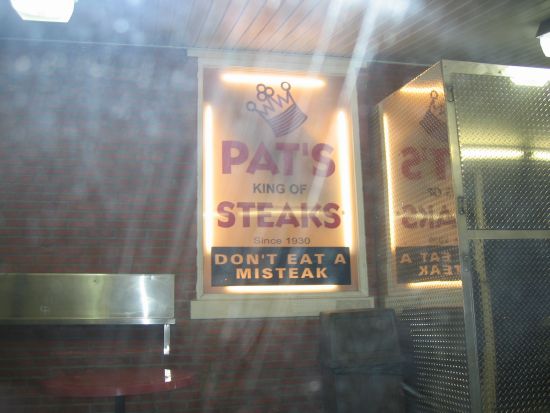 PAT'S
KING OF
STEAKS
Since 1930
DON'T EAT A
MISTEAK